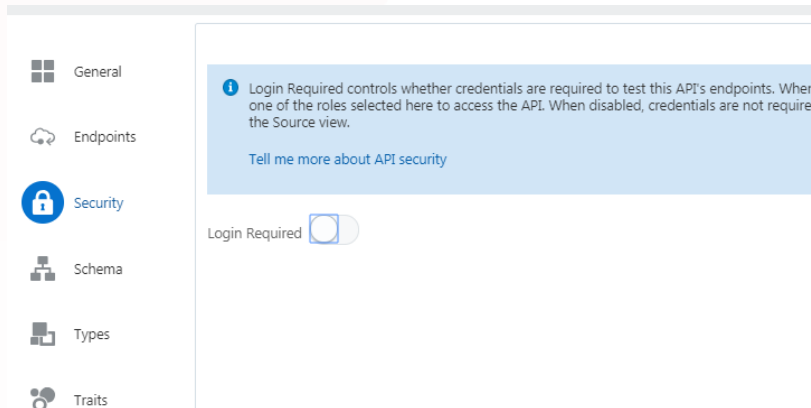 General
Endpoints
Security
Schema
Types
Traits
Login Required controls whether credentials are required to test this API's endpoints. When
one of the roles selected here to access the API. When disabled, credentials are not require
the Source view.
Tell me more about API security
Login Required